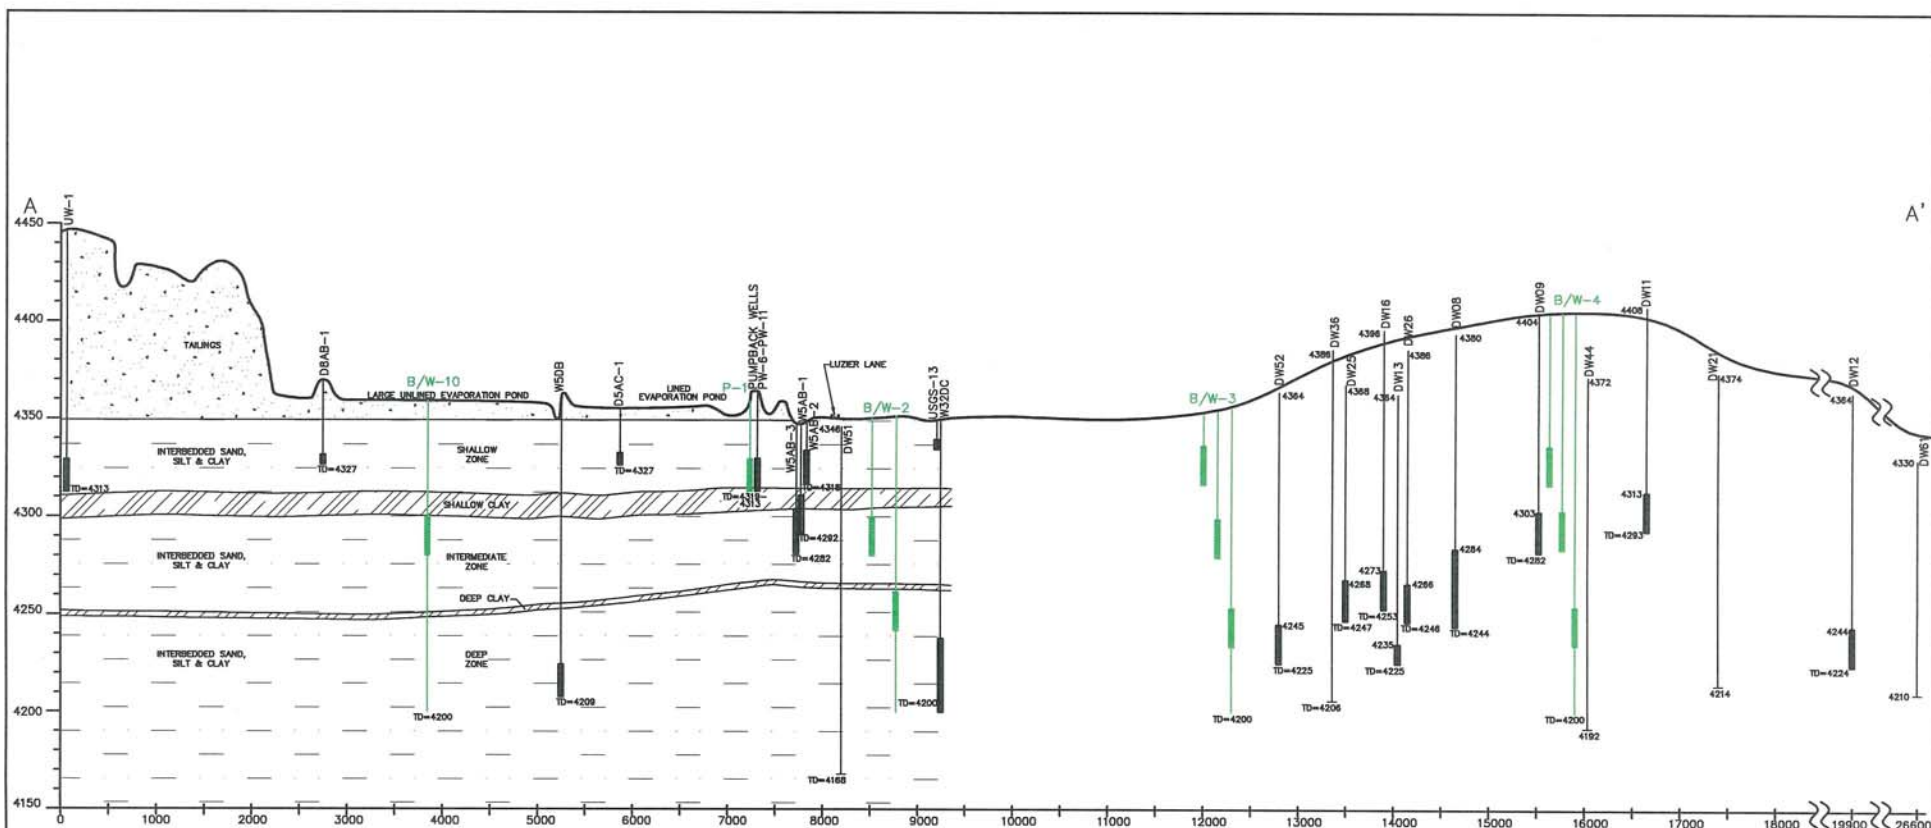 A
A'
UW-1
4450
4400
4350
4300
4250
4200
4150
TAILINGS
D8AB-1
B/W-10
LARGE UNLINED EVAPORATION POND
W5DB
D5AC-1
LINED
EVAPORATION POND
P-1
PUMPBACK WELLS
PW-6-PW-11
W5AB-3
W5AB-1
W5AB-2
LUZIER LANE
4346
DW51
B/W-2
USGS-13
W32DC
B/W-3
DW52
4364
DW36
4386
DW25
4368
DW16
4396
DW13
4384
DW26
4386
DW08
4380
DW09
4404
B/W-4
DW44
4372
DW11
4408
DW21
4374
DW12
4364
4330
DW61
INTERBEDDED SAND,
SILT & CLAY
SHALLOW
ZONE
TD=4313
TD=4327
TD=4327
TD=4319-
4313
TD=4318
SHALLOW CLAY
INTERBEDDED SAND,
SILT & CLAY
INTERMEDIATE
ZONE
TD=4292
TD=4282
DEEP CLAY
INTERBEDDED SAND,
SILT & CLAY
DEEP
ZONE
TD=4200
TD=4209
TD=4168
TD=4200
TD=4200
4245
TD=4225
TD=4206
4268
TD=4247
4273
TD=4253
4235
TD=4225
4266
TD=4246
4284
TD=4244
4303
TD=4282
TD=4200
4192
4313
TD=4293
4214
4244
TD=4224
4210
0 1000 2000 3000 4000 5000 6000 7000 8000 9000 10000 11000 12000 13000 14000 15000 16000 17000 18000 19900 26600